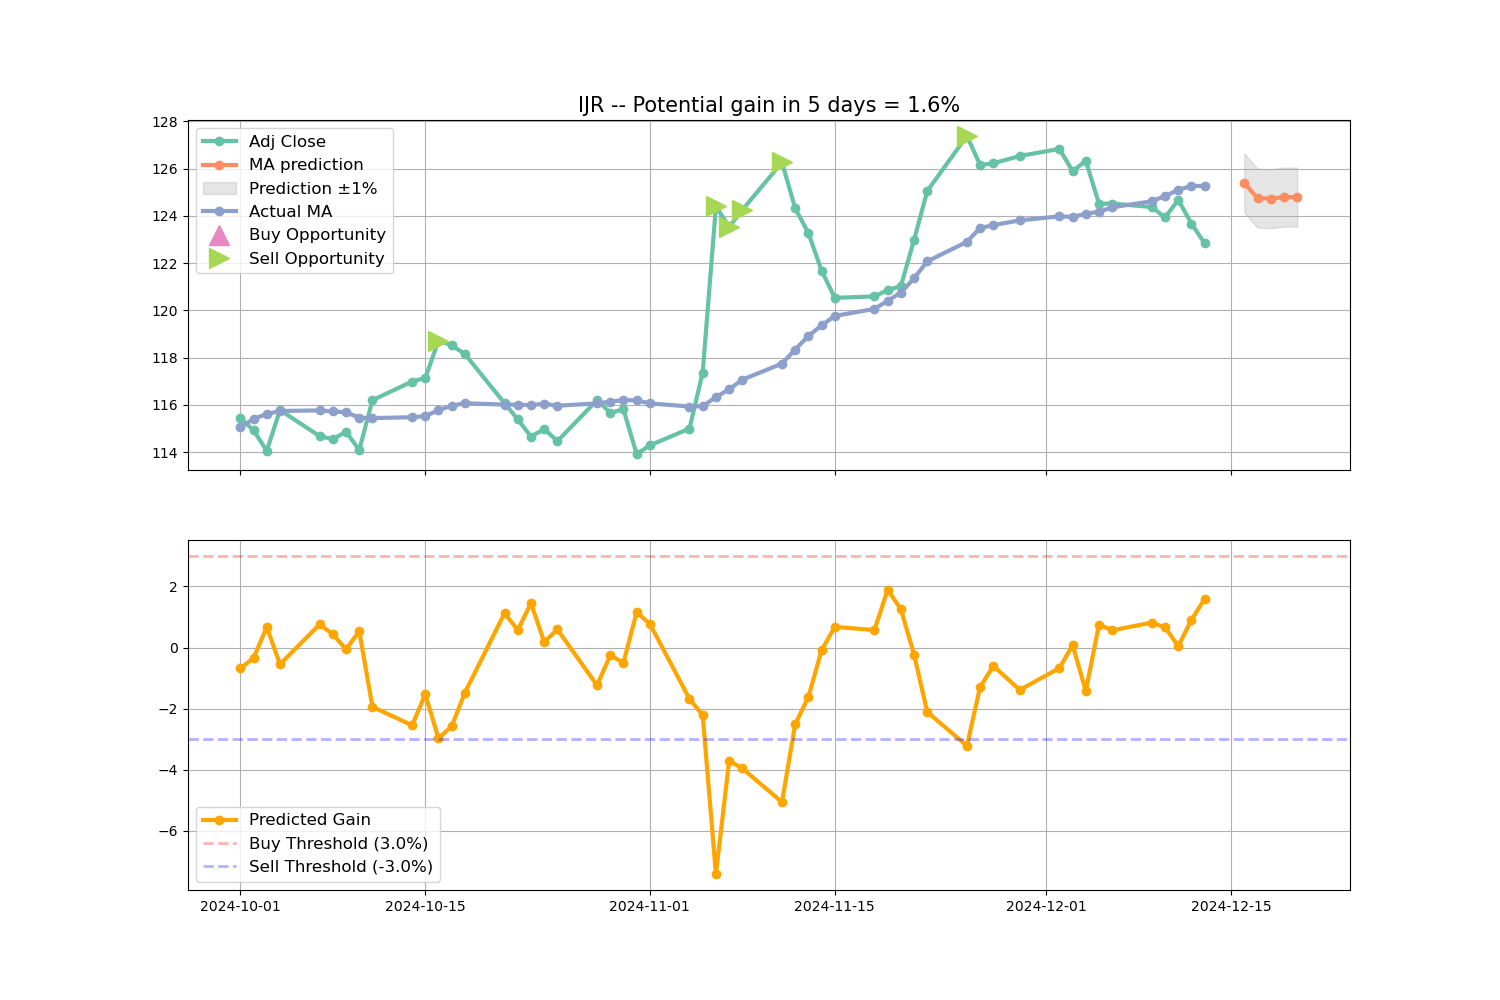 IJR -- Potential gain in 5 days = 1.6%
128
126
124
122
120
118
116
114
Adj Close
MA prediction
Prediction ±1%
Actual MA
Buy Opportunity
Sell Opportunity
2
0
−2
−4
−6
Predicted Gain
Buy Threshold (3.0%)
Sell Threshold (-3.0%)
2024-10-01
2024-10-15
2024-11-01
2024-11-15
2024-12-01
2024-12-15